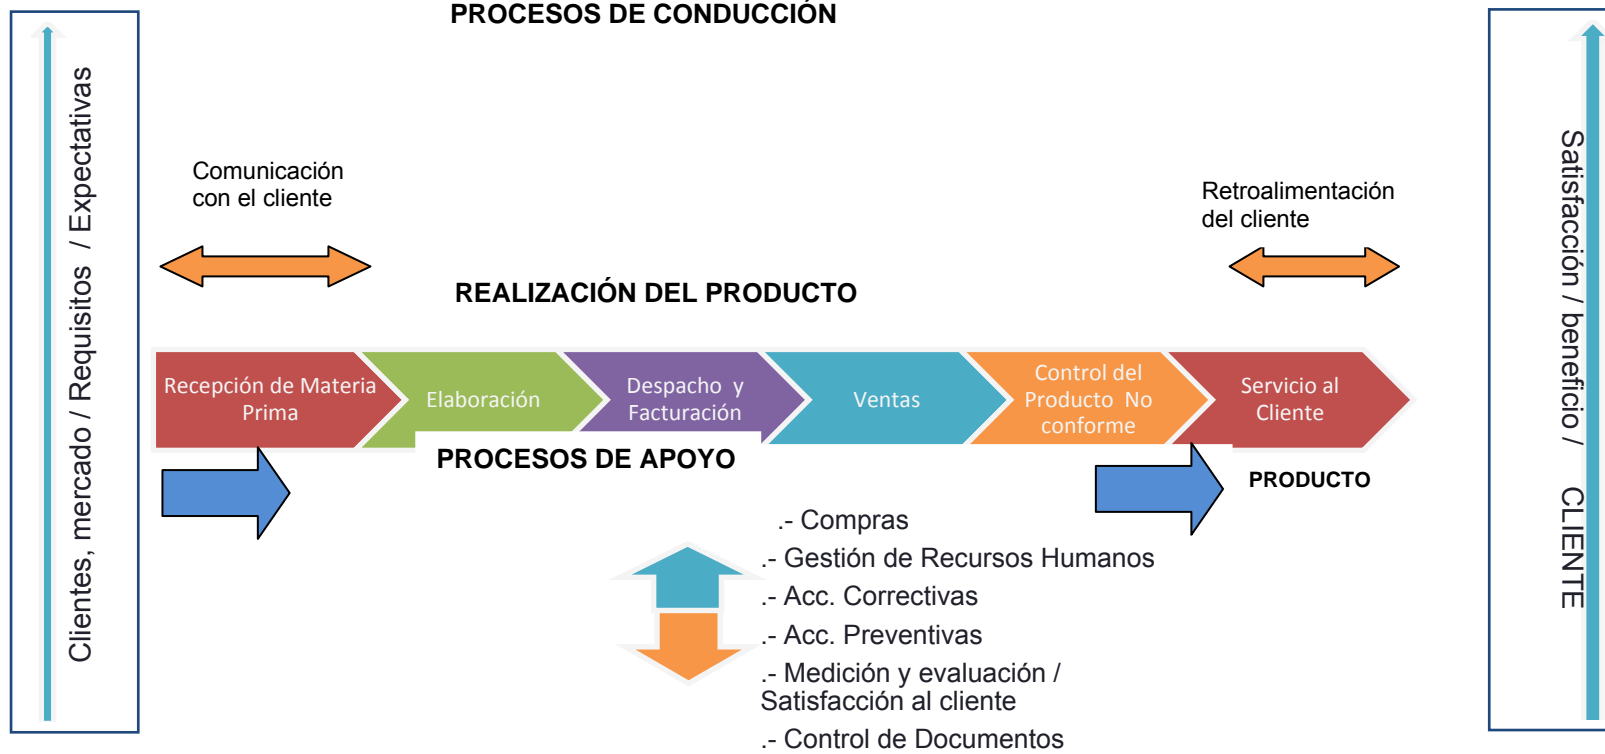 PROCESOS DE CONDUCCIÓN
Clientes, mercado / Requisitos / Expectativas
Comunicación
con el cliente
Retroalimentación
del cliente
Satisfacción / beneficio / CLIENTE
REALIZACIÓN DEL PRODUCTO
Recepción de Materia
Prima
Elaboración
Despacho y
Facturación
Ventas
Control del
Producto No
conforme
Servicio al
Cliente
PROCESOS DE APOYO
PRODUCTO
.- Compras
.- Gestión de Recursos Humanos
.- Acc. Correctivas
.- Acc. Preventivas
.- Medición y evaluación /
Satisfacción al cliente
.- Control de Documentos